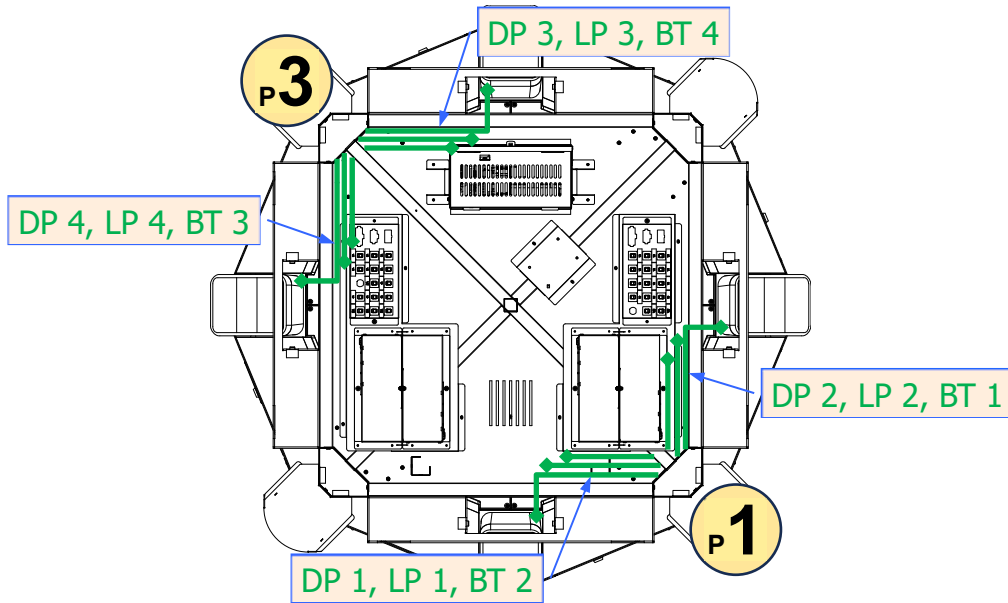 DP 3, LP 3, BT 4
P3
DP 4, LP 4, BT 3
DP 2, LP 2, BT 1
P1
DP 1, LP 1, BT 2